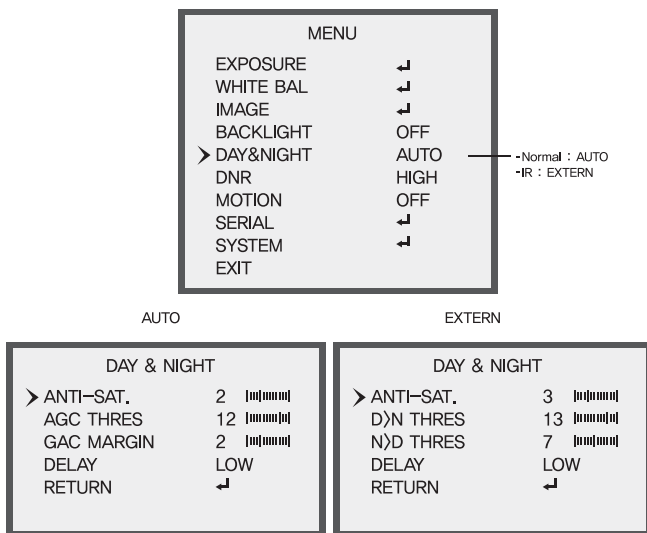 MENU
EXPOSURE ↵
WHITE BAL ↵
IMAGE ↵
BACKLIGHT OFF
DAY&NIGHT AUTO
DNR HIGH
MOTION OFF
SERIAL ↵
SYSTEM ↵
EXIT
-Normal : AUTO
-IR : EXTERN
AUTO
DAY & NIGHT
ANTI-SAT. 2
AGC THRES 12
GAC MARGIN 2
DELAY LOW
RETURN ↵
EXTERN
DAY & NIGHT
ANTI-SAT. 3
D〉N THRES 13
N〉D THRES 7
DELAY LOW
RETURN ↵